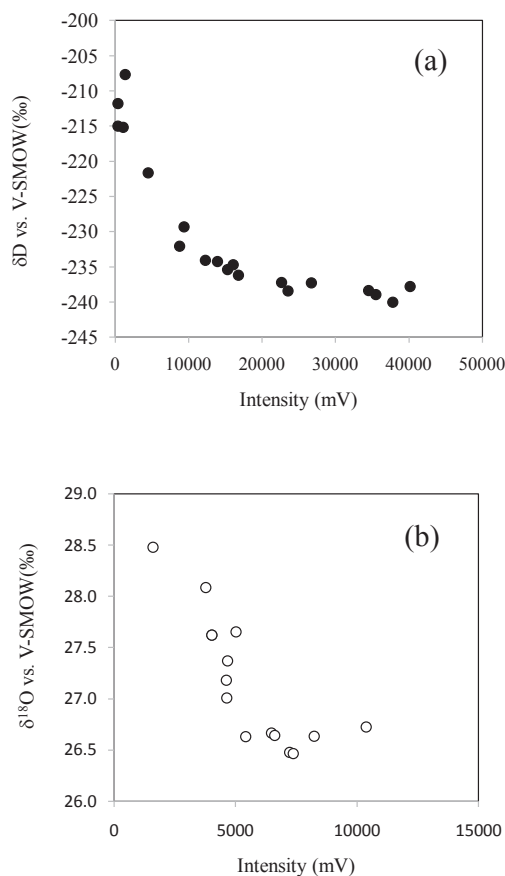 -200
(a)
-205
-210
-215
-220
-225
-230
-235
-240
-245
δD vs. V-SMOW(‰)
0 10000 20000 30000 40000 50000
Intensity (mV)
29.0
(b)
28.5
28.0
27.5
27.0
26.5
26.0
δ¹⁸O vs. V-SMOW(‰)
0 5000 10000 15000
Intensity (mV)